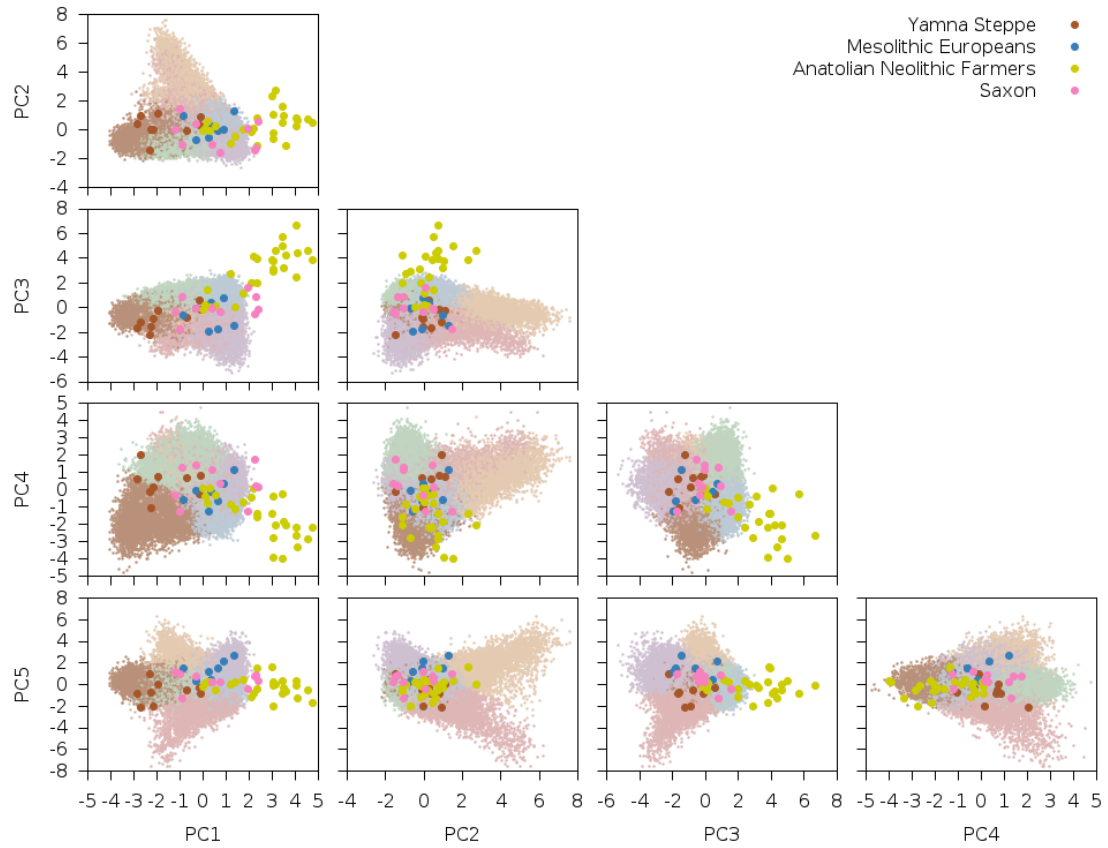 Yamna Steppe
Mesolithic Europeans
Anatolian Neolithic Farmers
Saxon
8
6
4
2
0
-2
-4
PC2
8
6
4
2
0
-2
-4
-6
PC3
5
4
3
2
1
0
-1
-2
-3
-4
-5
PC4
8
6
4
2
0
-2
-4
-6
-8
PC5
-5 -4 -3 -2 -1 0 1 2 3 4 5
-4 -2 0 2 4 6 8
-6 -4 -2 0 2 4 6 8
-5 -4 -3 -2 -1 0 1 2 3 4 5
PC1 PC2 PC3 PC4